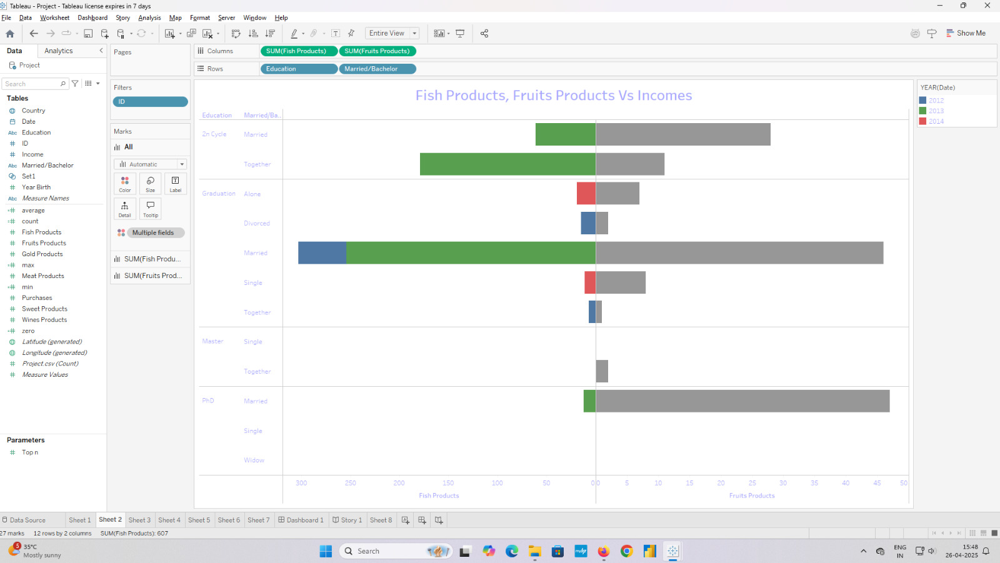 Tableau - Project - Tableau license expires in 7 days
File Data Worksheet Dashboard Story Analysis Map Format Server Window Help
Entire View
Show Me
Data Analytics
Project
Search
Tables
Country
Date
Abc Education
ID
Income
Abc Married/Bachelor
Set1
Year Birth
Abc Measure Names
average
count
Fish Products
Fruits Products
Gold Products
max
Meat Products
min
Purchases
Sweet Products
Wines Products
zero
Latitude (generated)
Longitude (generated)
Project.csv (Count)
Measure Values
Parameters
Top n
Pages
Filters
ID
Marks
All
Automatic
Color Size Label
Detail Tooltip
Multiple fields
SUM(Fish Produ...
SUM(Fruits Prod...
Columns SUM(Fish Products) SUM(Fruits Products)
Rows Education Married/Bachelor
Fish Products, Fruits Products Vs Incomes
Education Married/Ba..
2n Cycle Married
Together
Graduation Alone
Divorced
Married
Single
Together
Master Single
Together
PhD Married
Single
Widow
300 250 200 150 100 50 0 0 5 10 15 20 25 30 35 40 45 50
Fish Products Fruits Products
YEAR(Date)
2012
2013
2014
Data Source Sheet 1 Sheet 2 Sheet 3 Sheet 4 Sheet 5 Sheet 6 Sheet 7 Dashboard 1 Story 1 Sheet 8
27 marks 12 rows by 2 columns SUM(Fish Products): 607
5
35°C
Mostly sunny
Search
myhp
ENG
IN
15:48
26-04-2025